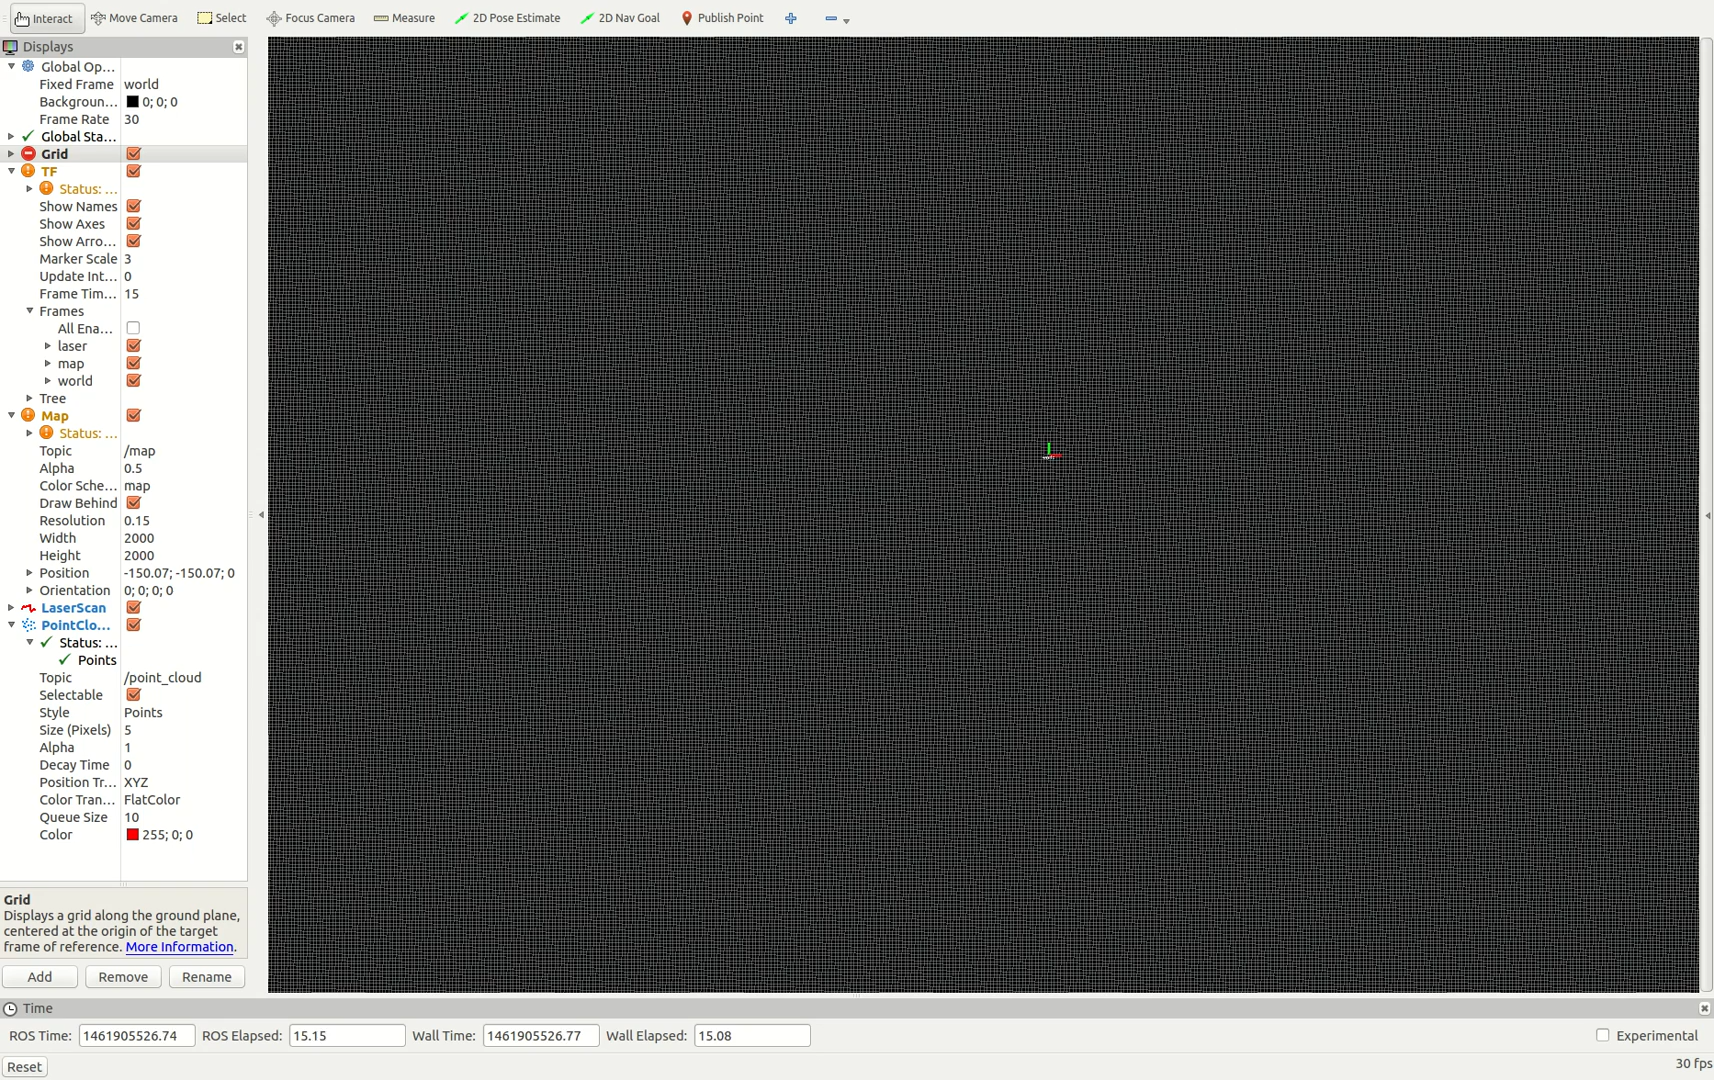 Interact Move Camera Select Focus Camera Measure 2D Pose Estimate 2D Nav Goal Publish Point
Displays
Global Op...
Fixed Frame world
Backgroun... 0; 0; 0
Frame Rate 30
Global Sta...
Grid
TF
Status: ...
Show Names
Show Axes
Show Arro...
Marker Scale 3
Update Int... 0
Frame Tim... 15
Frames
All Ena...
laser
map
world
Tree
Map
Status: ...
Topic /map
Alpha 0.5
Color Sche... map
Draw Behind
Resolution 0.15
Width 2000
Height 2000
Position -150.07; -150.07; 0
Orientation 0; 0; 0; 0
LaserScan
PointClo...
Status: ...
Points
Topic /point_cloud
Selectable
Style Points
Size (Pixels) 5
Alpha 1
Decay Time 0
Position Tr... XYZ
Color Tran... FlatColor
Queue Size 10
Color 255; 0; 0
Grid
Displays a grid along the ground plane,
centered at the origin of the target
frame of reference. More Information.
Add Remove Rename
Time
ROS Time: 1461905526.74 ROS Elapsed: 15.15 Wall Time: 1461905526.77 Wall Elapsed: 15.08 Experimental
Reset 30 fps